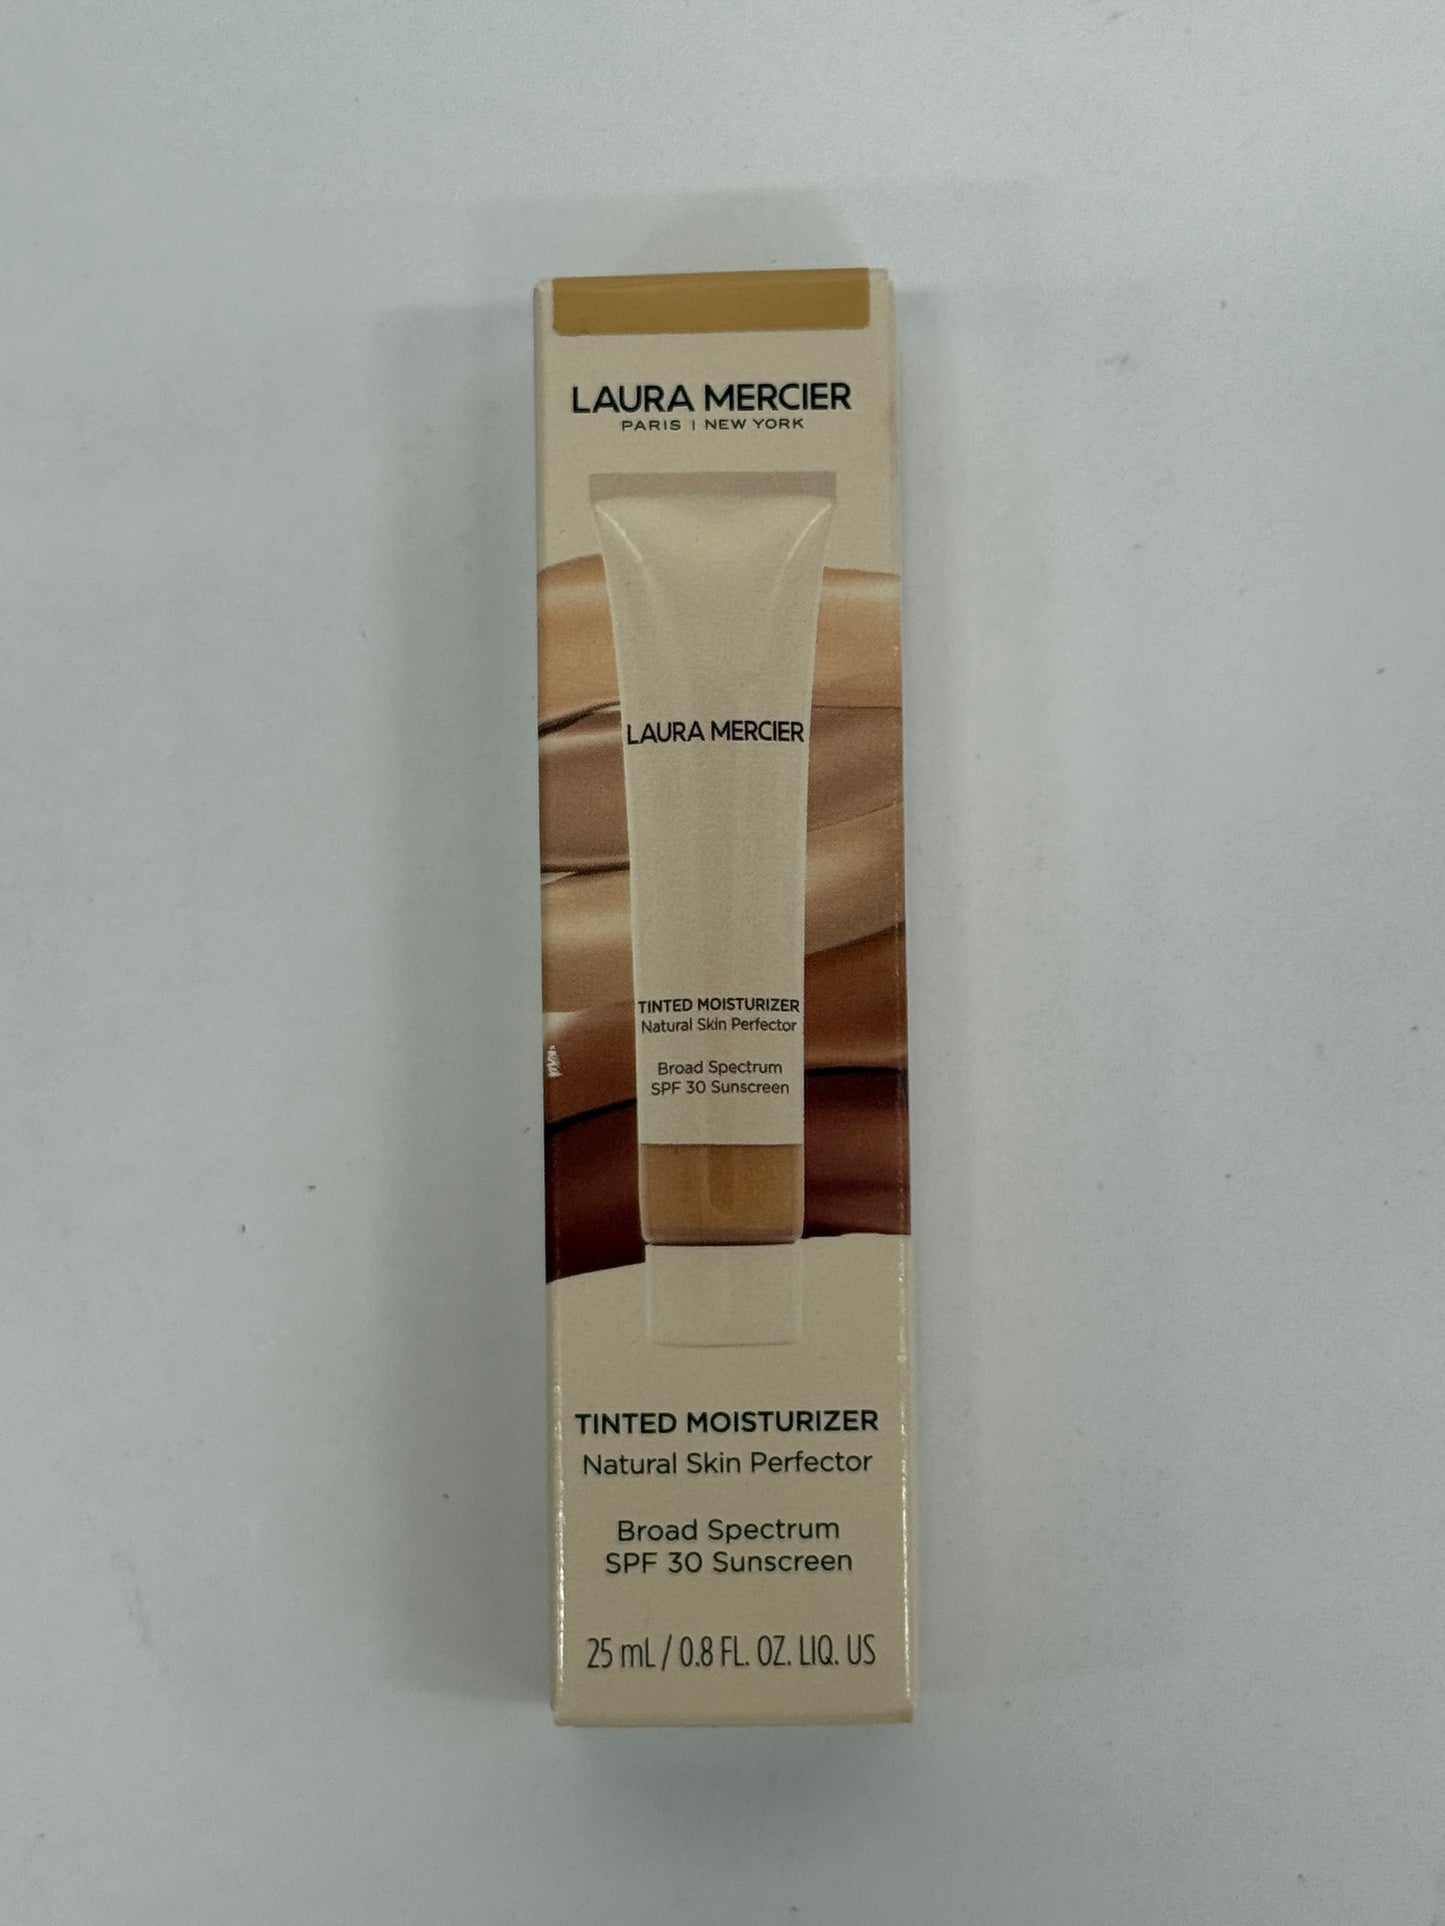 LAURA MERCIER
PARIS | NEW YORK
LAURA MERCIER
TINTED MOISTURIZER
Natural Skin Perfector
Broad Spectrum
SPF 30 Sunscreen
TINTED MOISTURIZER
Natural Skin Perfector
Broad Spectrum
SPF 30 Sunscreen
25 mL / 0.8 FL. OZ. LIQ. US